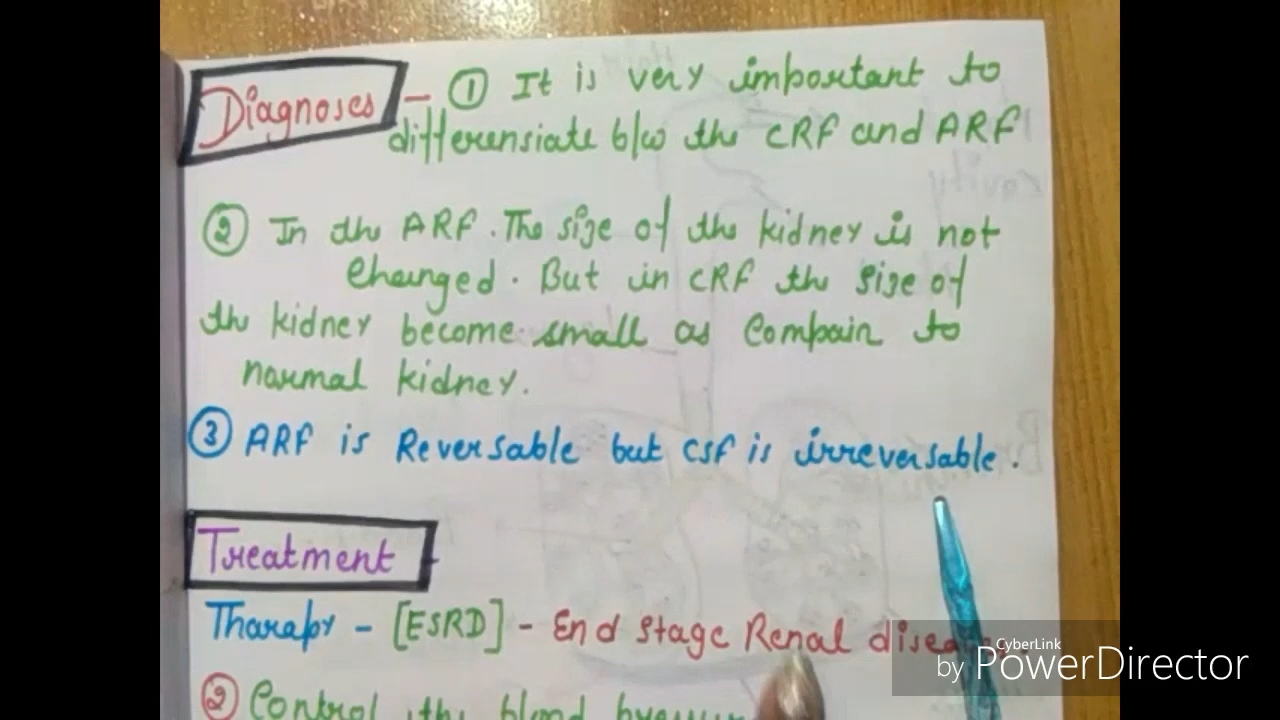 Diagnoses - ① It is very important to
differensiate b/w the CRF and ARF
② In the ARF. The size of the kidney is not
Changed. But in CRF the size of
the kidney become small as Compain to
normal kidney.
③ ARF is Reversable but CSF is irreversable.
Treatment
Tharapy - [ESRD] - End Stage Renal disea
② Control the blood
CyberLink
by PowerDirector